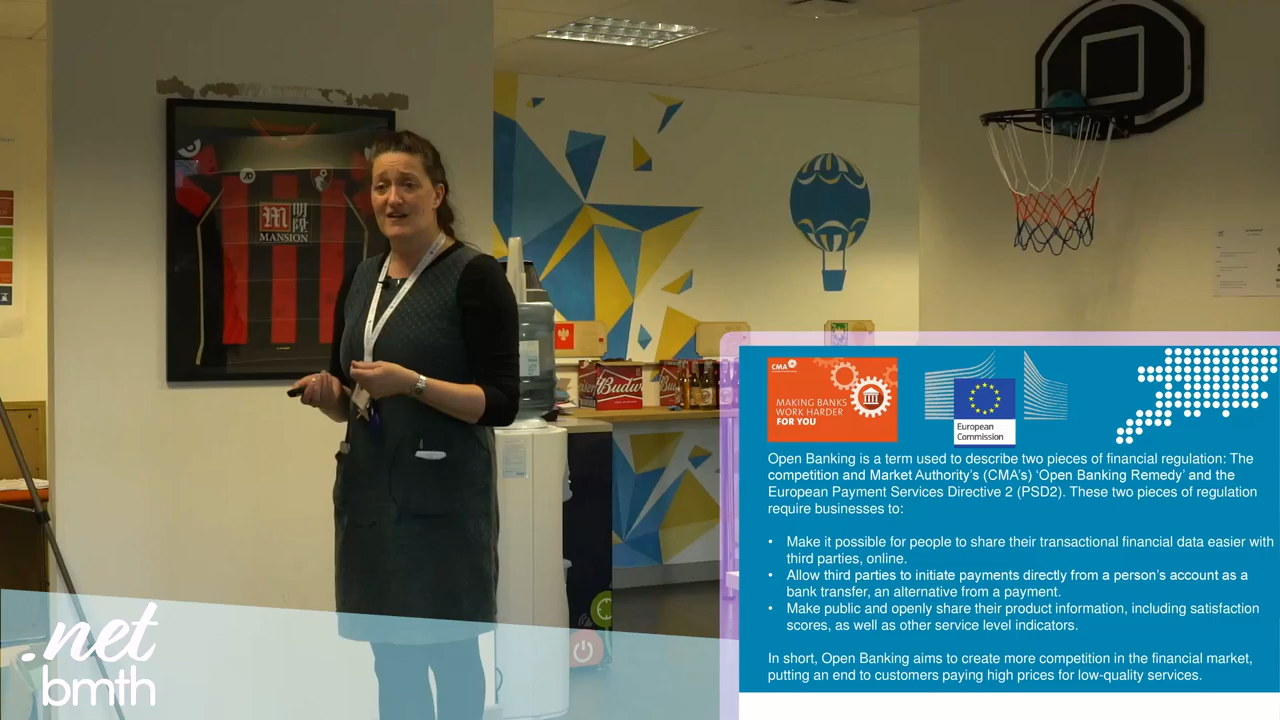 明
陞
M
MANSION
Budw
Bu
CMA
MAKING BANKS
WORK HARDER
FOR YOU
European
Commission
Open Banking is a term used to describe two pieces of financial regulation: The
competition and Market Authority's (CMA's) 'Open Banking Remedy' and the
European Payment Services Directive 2 (PSD2). These two pieces of regulation
require businesses to:
• Make it possible for people to share their transactional financial data easier with
third parties, online.
• Allow third parties to initiate payments directly from a person's account as a
bank transfer, an alternative from a payment.
• Make public and openly share their product information, including satisfaction
scores, as well as other service level indicators.
In short, Open Banking aims to create more competition in the financial market,
putting an end to customers paying high prices for low-quality services.
.net
bmth